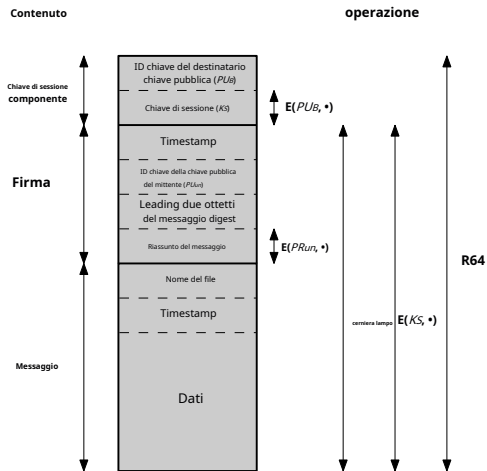 Contenuto
operazione
ID chiave del destinatario
chiave pubblica (PUB)
Chiave di sessione
componente
Chiave di sessione (KS)
E(PUB, •)
Timestamp
Firma
ID chiave della chiave pubblica
del mittente (PUun)
Leading due ottetti
del messaggio digest
Riassunto del messaggio
E(PRun, •)
R64
Nome del file
Timestamp
cerniera lampo
E(KS, •)
Messaggio
Dati